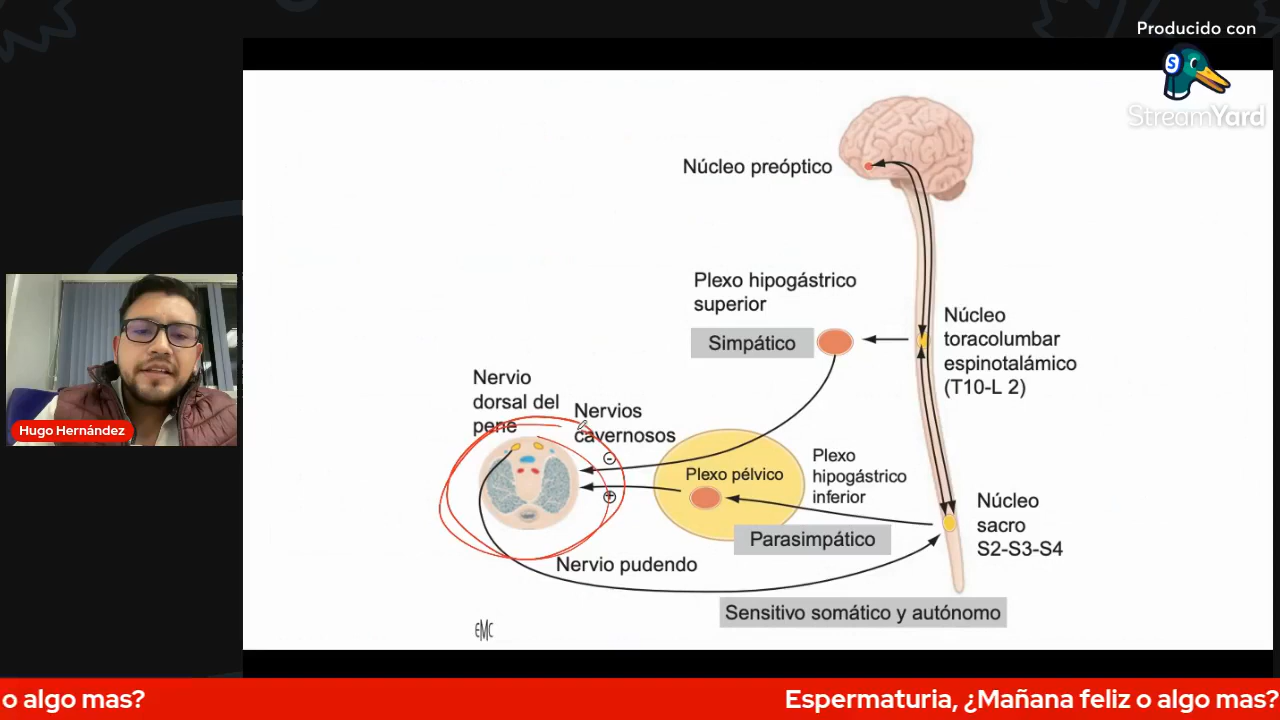 Producido con
S
StreamYard
Núcleo preóptico
Plexo hipogástrico
superior
Simpático
Núcleo
toracolumbar
espinotalámico
(T10-L 2)
Nervio
dorsal del
pene
Nervios
cavernosos
-
+
Plexo pélvico
Plexo
hipogástrico
inferior
Parasimpático
Núcleo
sacro
S2-S3-S4
Nervio pudendo
Sensitivo somático y autónomo
EMC
Hugo Hernández
o algo mas?
Espermaturia, ¿Mañana feliz o algo mas?